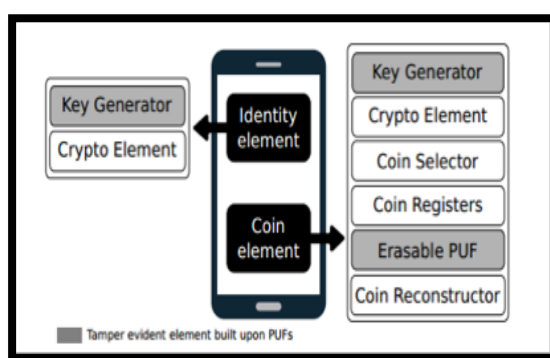 Key Generator
Crypto Element
Identity
element
Coin
element
Key Generator
Crypto Element
Coin Selector
Coin Registers
Erasable PUF
Coin Reconstructor
Tamper evident element built upon PUFs